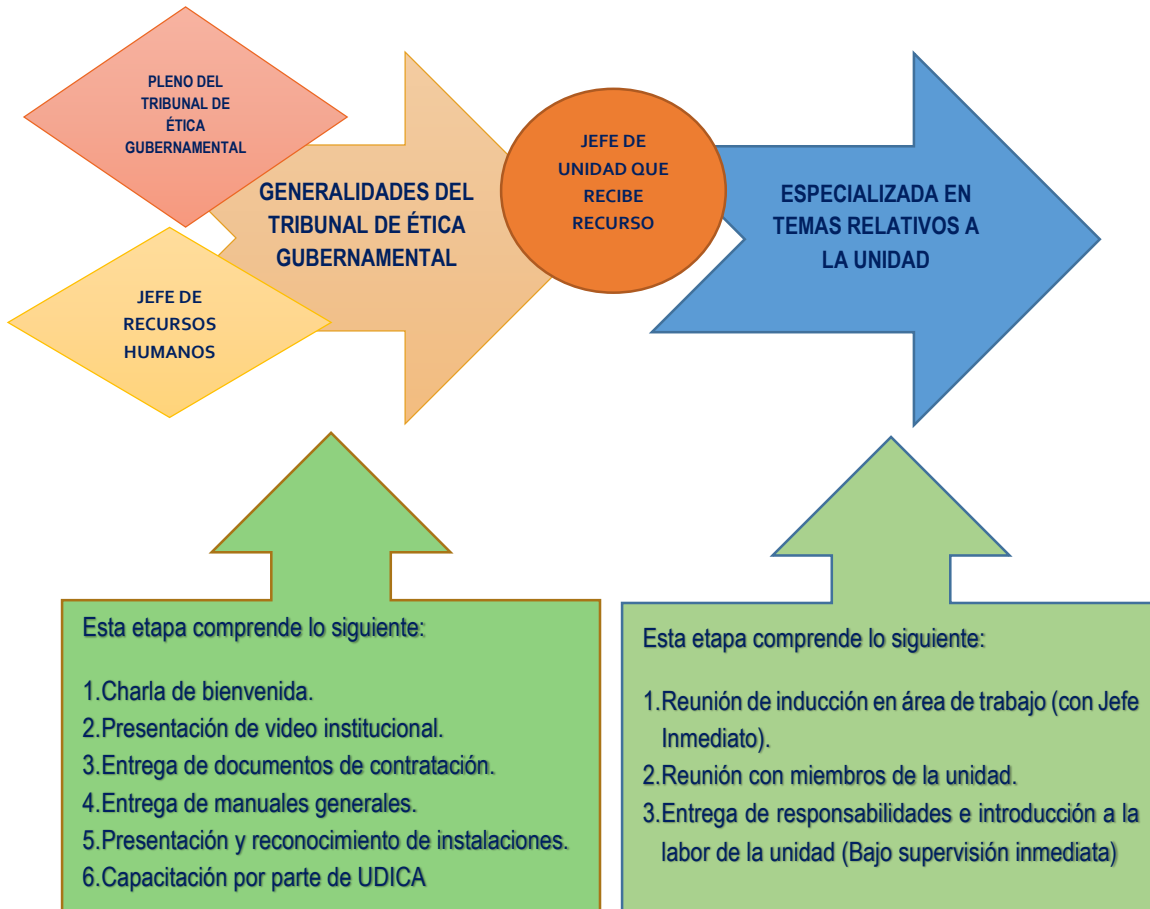 PLENO DEL
TRIBUNAL DE
ÉTICA
GUBERNAMENTAL
JEFE DE
RECURSOS
HUMANOS
GENERALIDADES DEL
TRIBUNAL DE ÉTICA
GUBERNAMENTAL
JEFE DE
UNIDAD QUE
RECIBE
RECURSO
ESPECIALIZADA EN
TEMAS RELATIVOS A
LA UNIDAD
Esta etapa comprende lo siguiente:
1.Charla de bienvenida.
2.Presentación de video institucional.
3.Entrega de documentos de contratación.
4.Entrega de manuales generales.
5.Presentación y reconocimiento de instalaciones.
6.Capacitación por parte de UDICA
Esta etapa comprende lo siguiente:
1.Reunión de inducción en área de trabajo (con Jefe
Inmediato).
2.Reunión con miembros de la unidad.
3.Entrega de responsabilidades e introducción a la
labor de la unidad (Bajo supervisión inmediata)